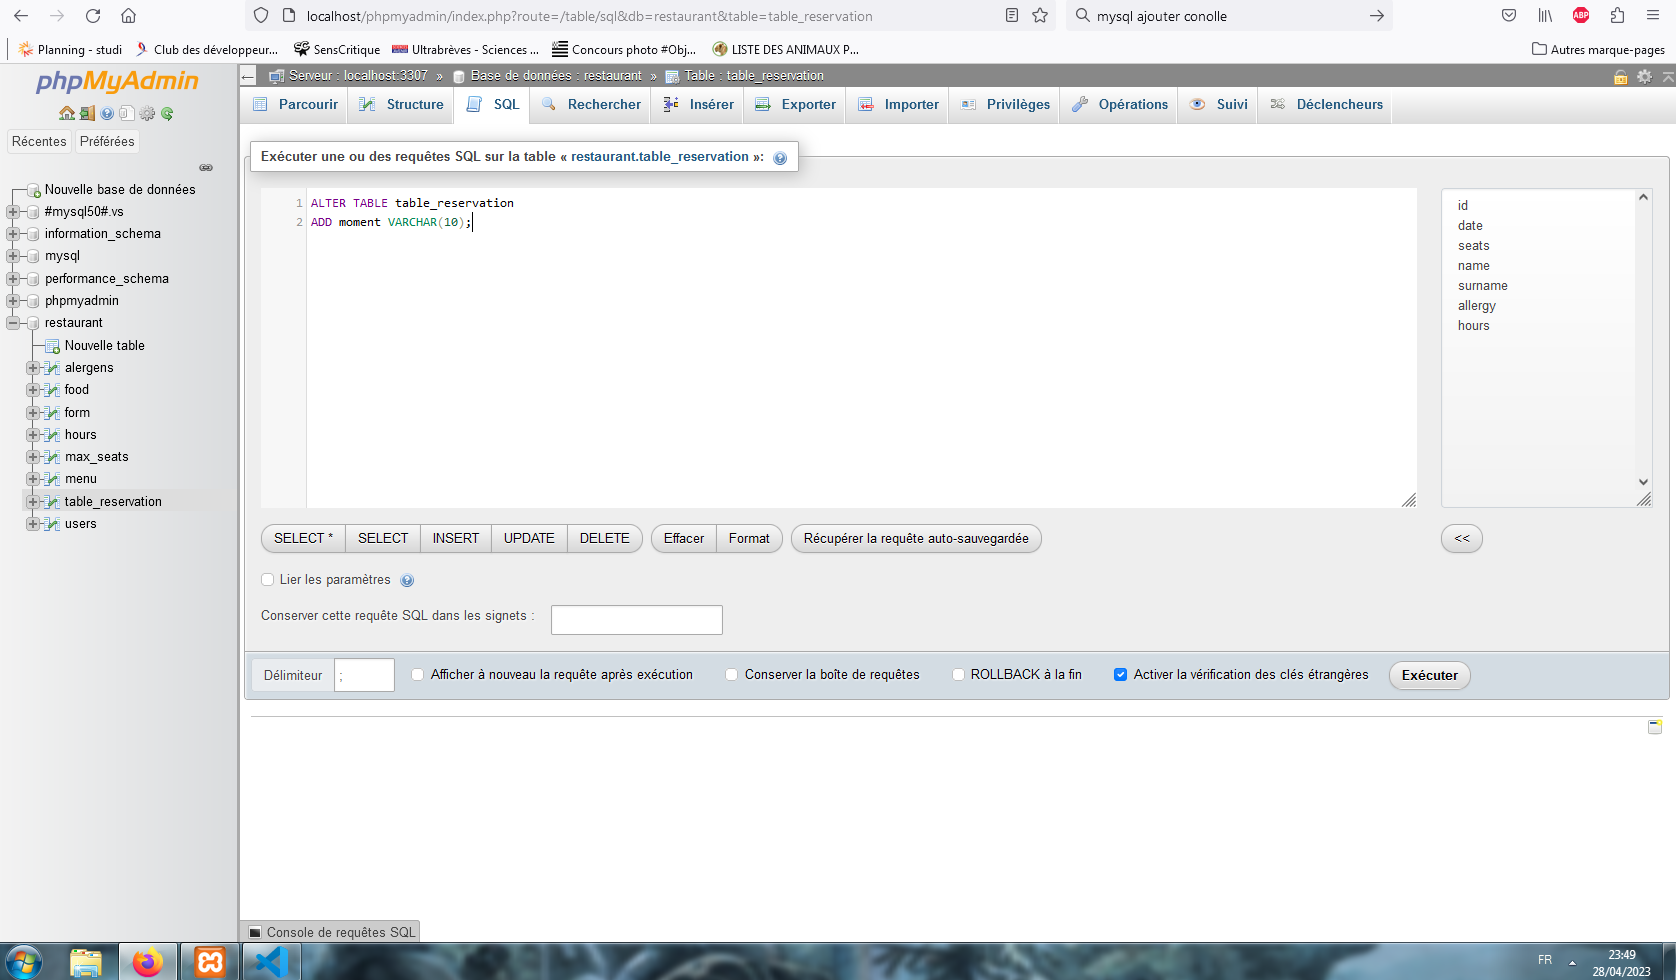 localhost/phpmyadmin/index.php?route=/table/sql&db=restaurant&table=table_reservation
mysql ajouter conolle
ABP
Planning - studi
Club des développeur...
SensCritique
Ultrabrèves - Sciences ...
Concours photo #Obj...
LISTE DES ANIMAUX P...
Autres marque-pages
phpMyAdmin
Récentes
Préférées
Nouvelle base de données
#mysql50#.vs
information_schema
mysql
performance_schema
phpmyadmin
restaurant
Nouvelle table
alergens
food
form
hours
max_seats
menu
table_reservation
users
Serveur : localhost:3307 » Base de données : restaurant » Table : table_reservation
Parcourir
Structure
SQL
Rechercher
Insérer
Exporter
Importer
Privilèges
Opérations
Suivi
Déclencheurs
Exécuter une ou des requêtes SQL sur la table « restaurant.table_reservation »:
1 ALTER TABLE table_reservation
2 ADD moment VARCHAR(10);
id
date
seats
name
surname
allergy
hours
SELECT *
SELECT
INSERT
UPDATE
DELETE
Effacer
Format
Récupérer la requête auto-sauvegardée
<<
Lier les paramètres
Conserver cette requête SQL dans les signets :
Délimiteur
;
Afficher à nouveau la requête après exécution
Conserver la boîte de requêtes
ROLLBACK à la fin
Activer la vérification des clés étrangères
Exécuter
Console de requêtes SQL
FR
23:49
28/04/2023